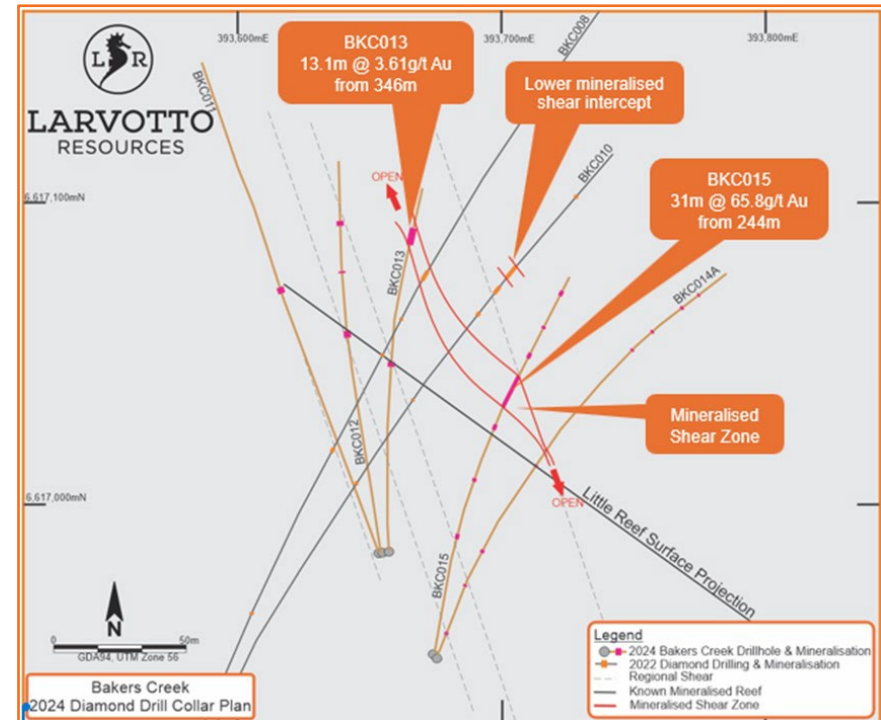 393,600mE
393,700mE
393,800mE
L R
LARVOTTO
RESOURCES
BKC013
13.1m @ 3.61g/t Au
from 346m
BKC008
Lower mineralised
shear intercept
BKC011
BKC010
OPEN
BKC015
31m @ 65.8g/t Au
from 244m
6,617,100mN
BKC013
BKC014A
BKC012
Mineralised
Shear Zone
6,617,000mN
OPEN
Little Reef Surface Projection
BKC015
N
0
50m
GDA94, UTM Zone 56
Legend
2024 Bakers Creek Drillhole & Mineralisation
2022 Diamond Drilling & Mineralisation
Regional Shear
Known Mineralised Reef
Mineralised Shear Zone
Bakers Creek
2024 Diamond Drill Collar Plan